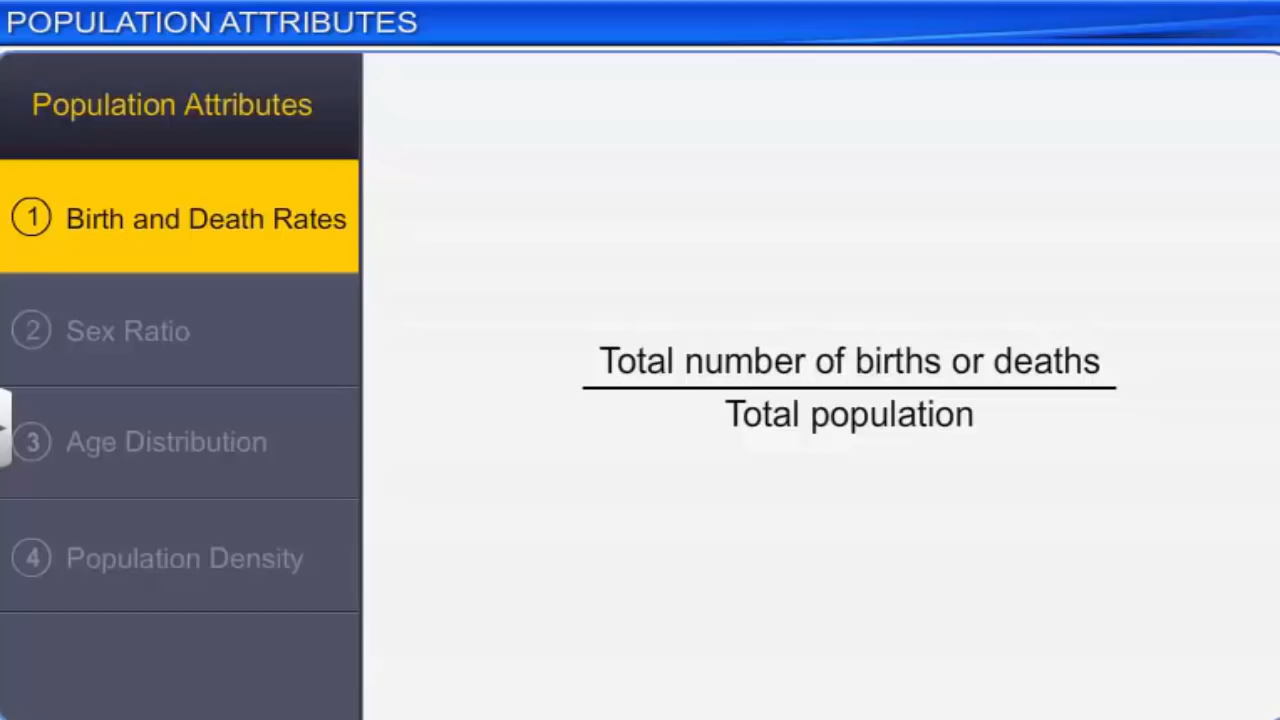 POPULATION ATTRIBUTES
Population Attributes
1 Birth and Death Rates
2 Sex Ratio
3 Age Distribution
4 Population Density
Total number of births or deaths
Total population